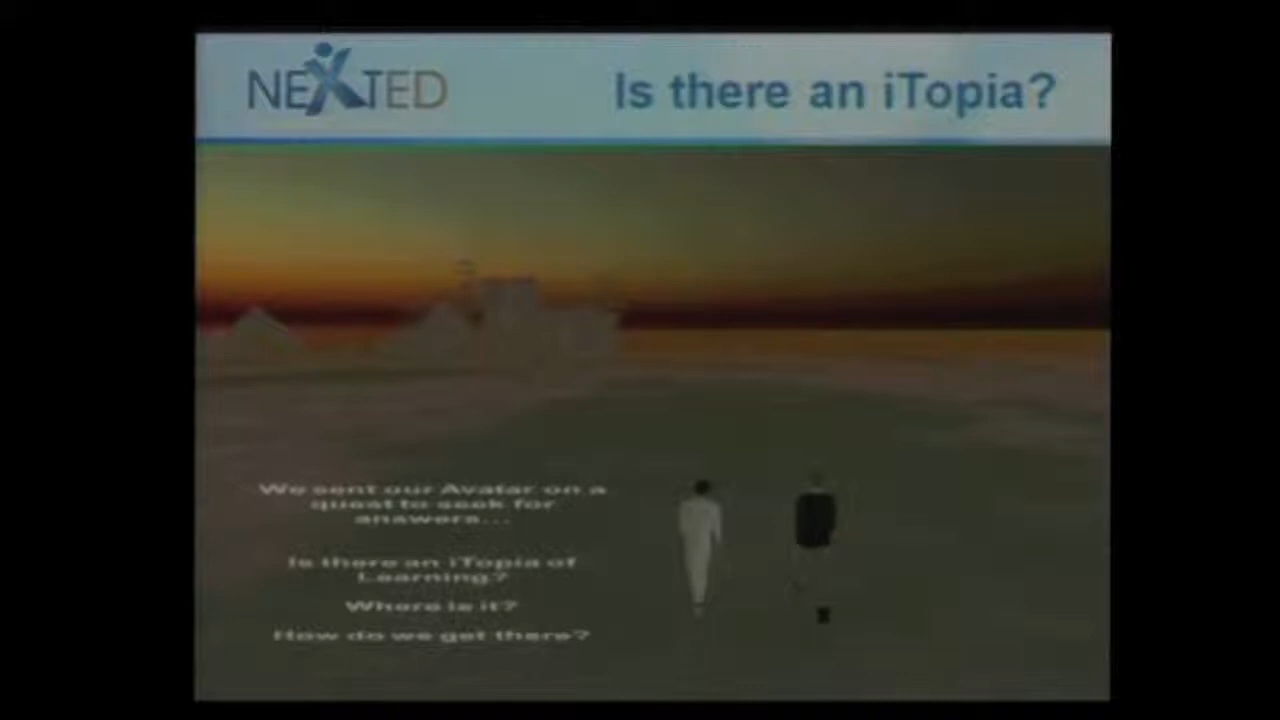 NEXTED
Is there an iTopia?
We sent our Avatar on a
quest to seek for
answers...
Is there an iTopia of
Learning?
Where is it?
How do we get there?